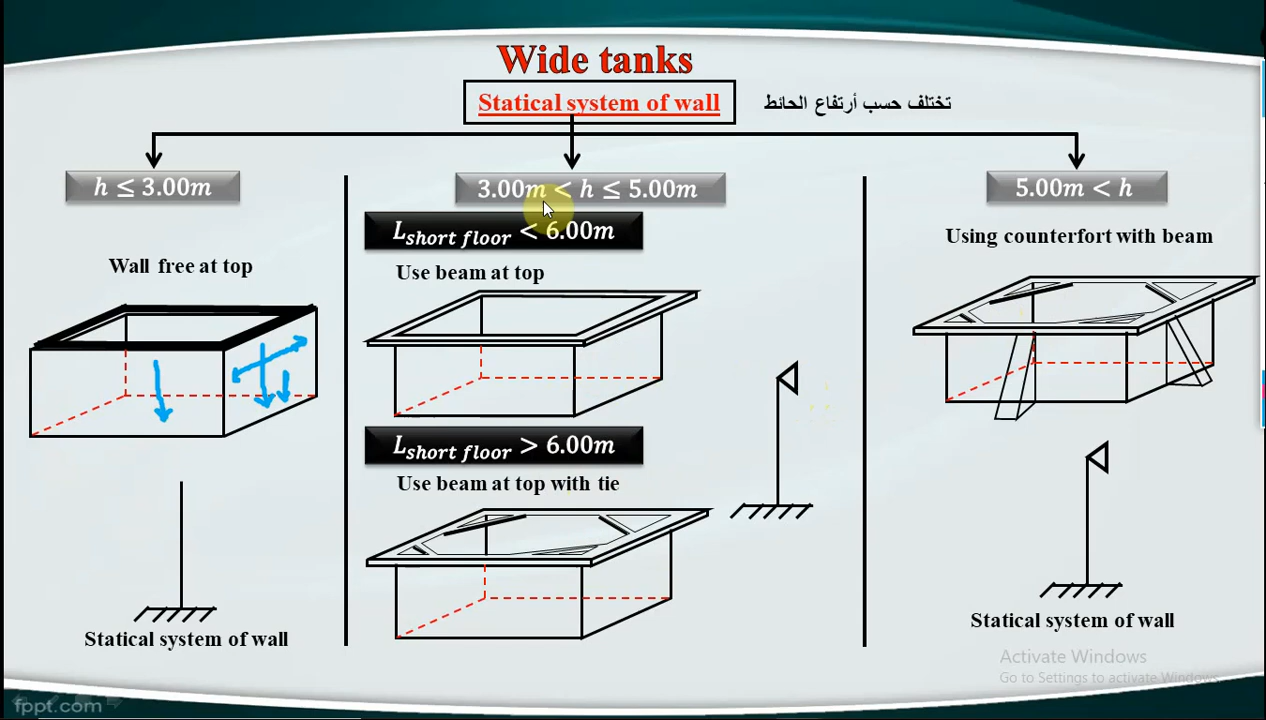 Wide tanks
Statical system of wall
تختلف حسب أرتفاع الحائط
h ≤ 3.00m
Wall free at top
Statical system of wall
3.00m < h ≤ 5.00m
L short floor < 6.00m
Use beam at top
L short floor > 6.00m
Use beam at top with tie
5.00m < h
Using counterfort with beam
Statical system of wall
Activate Windows
Go to Settings to activate Windows.
fppt.com